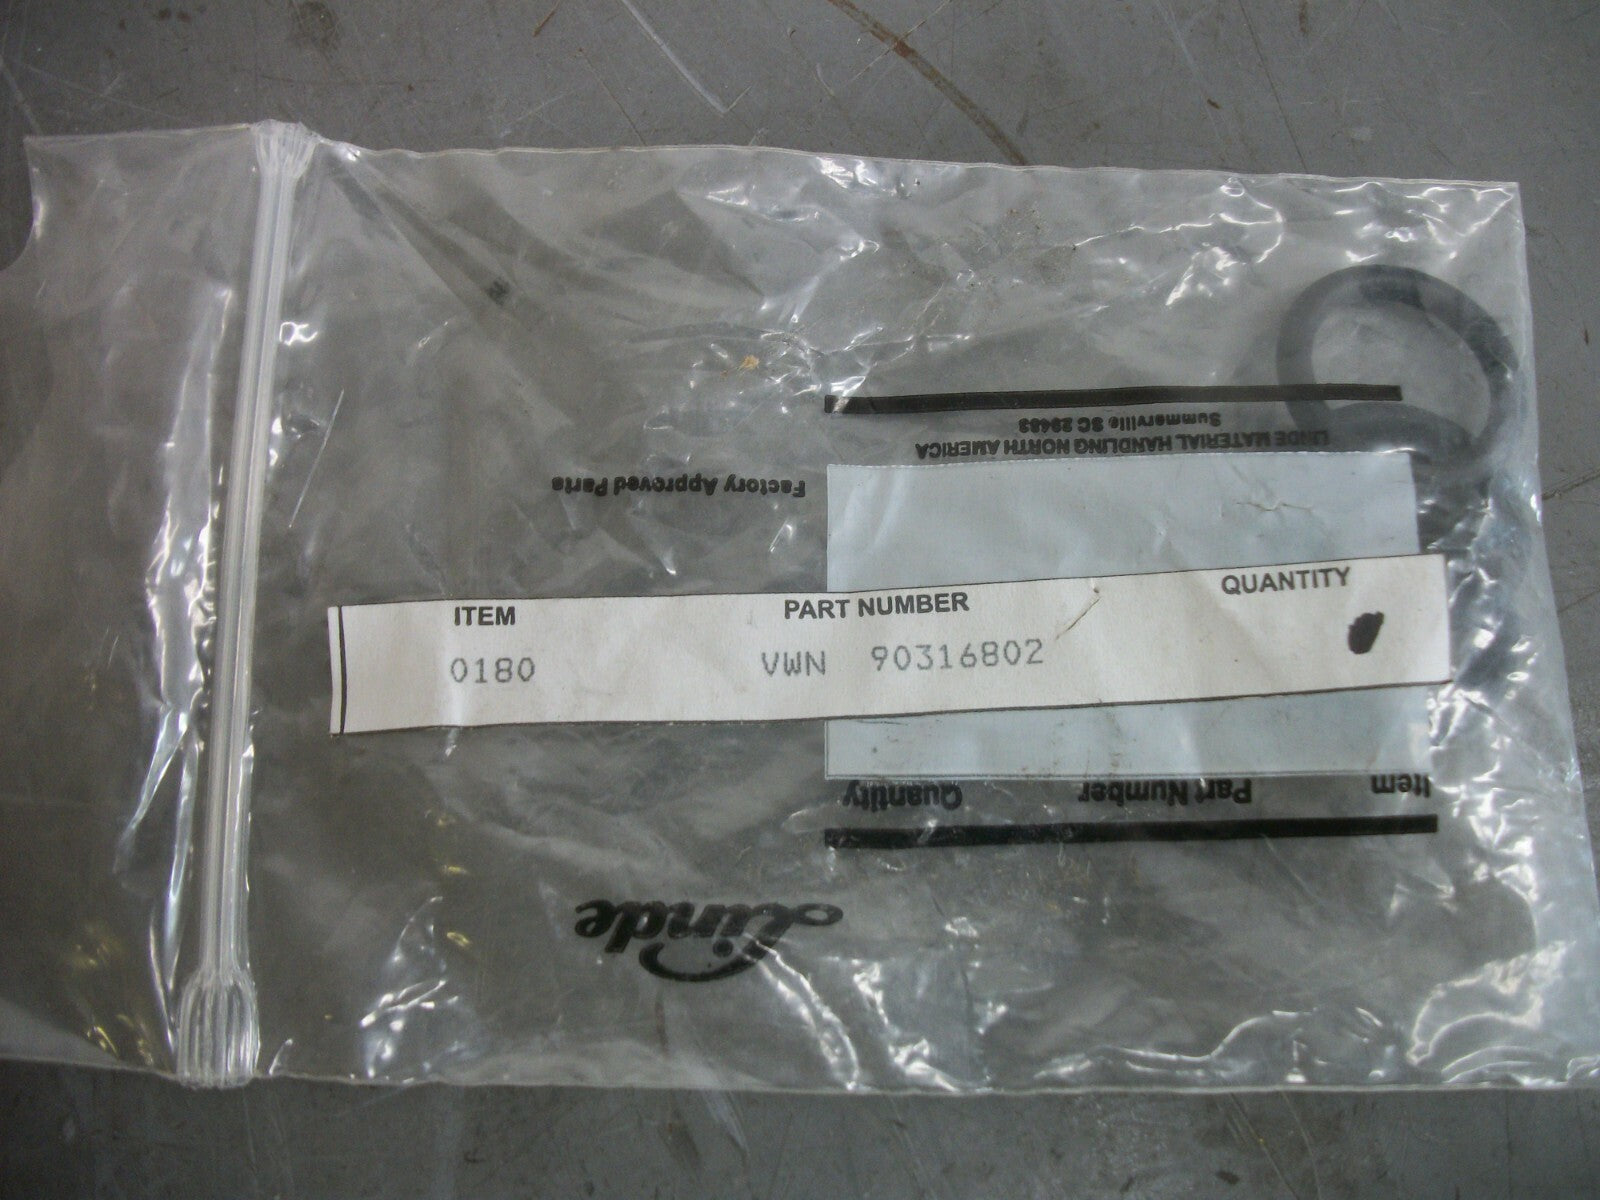 ITEM PART NUMBER QUANTITY
0180 VWN 90316802
Linde
Item Part Number Quantity
Factory Approved Parts
LINDE MATERIAL HANDLING NORTH AMERICA
Summerville SC 29483